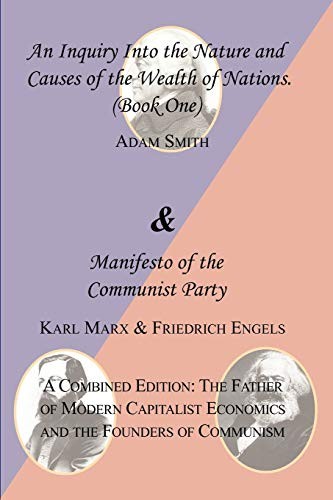 An Inquiry Into the Nature and
Causes of the Wealth of Nations.
(Book One)
ADAM SMITH
&
Manifesto of the
Communist Party
KARL MARX & FRIEDRICH ENGELS
A COMBINED EDITION: THE FATHER
OF MODERN CAPITALIST ECONOMICS
AND THE FOUNDERS OF COMMUNISM